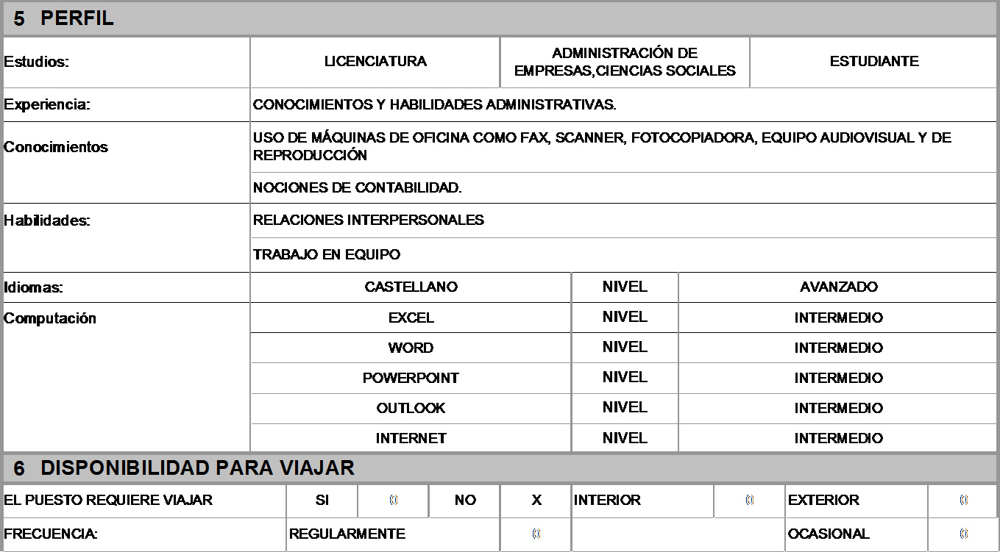 5 PERFIL
Estudios: LICENCIATURA ADMINISTRACIÓN DE EMPRESAS,CIENCIAS SOCIALES ESTUDIANTE
Experiencia: CONOCIMIENTOS Y HABILIDADES ADMINISTRATIVAS.
Conocimientos USO DE MÁQUINAS DE OFICINA COMO FAX, SCANNER, FOTOCOPIADORA, EQUIPO AUDIOVISUAL Y DE
REPRODUCCIÓN
NOCIONES DE CONTABILIDAD.
Habilidades: RELACIONES INTERPERSONALES
TRABAJO EN EQUIPO
Idiomas: CASTELLANO NIVEL AVANZADO
Computación EXCEL NIVEL INTERMEDIO
WORD NIVEL INTERMEDIO
POWERPOINT NIVEL INTERMEDIO
OUTLOOK NIVEL INTERMEDIO
INTERNET NIVEL INTERMEDIO
6 DISPONIBILIDAD PARA VIAJAR
EL PUESTO REQUIERE VIAJAR SI 0 NO X INTERIOR 0 EXTERIOR 0
FRECUENCIA: REGULARMENTE 0 OCASIONAL 0